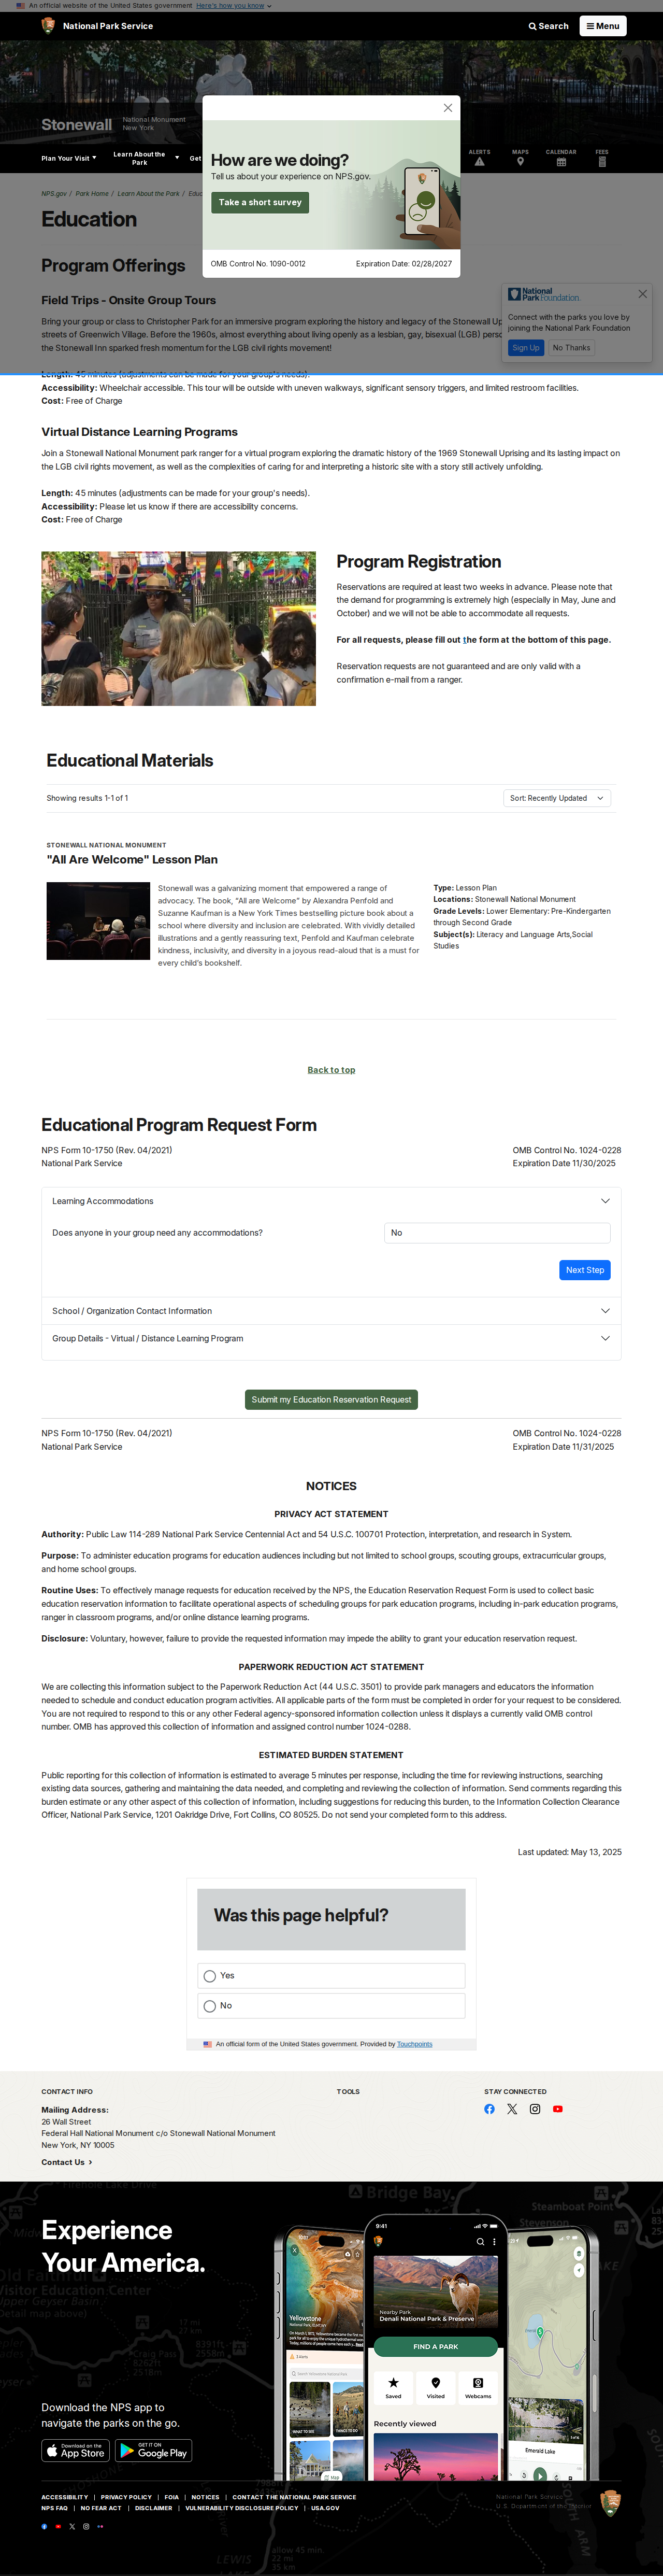 An official website of the United States government Here's how you know
National Park Service
Search
Menu
Stonewall
National Monument
New York
Plan Your Visit
Learn About the Park
Get
ALERTS
MAPS
CALENDAR
FEES
How are we doing?
Tell us about your experience on NPS.gov.
Take a short survey
OMB Control No. 1090-0012
Expiration Date: 02/28/2027
NPS.gov / Park Home / Learn About the Park /
Education
Program Offerings
Field Trips - Onsite Group Tours
National Park Foundation
Connect with the parks you love by
joining the National Park Foundation
Sign Up
No Thanks
Bring your group or class to Christopher Park for an immersive program exploring the history and legacy of the Stonewall
streets of Greenwich Village. Before the 1960s, almost everything about living openly as a lesbian, gay, bisexual (LGB)
the Stonewall Inn sparked fresh momentum for the LGB civil rights movement!
Length: 45 minutes (adjustments can be made for your group's needs).
Accessibility: Wheelchair accessible. This tour will be outside with uneven walkways, significant sensory triggers, and limited restroom facilities.
Cost: Free of Charge
Virtual Distance Learning Programs
Join a Stonewall National Monument park ranger for a virtual program exploring the dramatic history of the 1969 Stonewall Uprising and its lasting impact on
the LGB civil rights movement, as well as the complexities of caring for and interpreting a historic site with a story still actively unfolding.
Length: 45 minutes (adjustments can be made for your group's needs).
Accessibility: Please let us know if there are accessibility concerns.
Cost: Free of Charge
Program Registration
Reservations are required at least two weeks in advance. Please note that
the demand for programming is extremely high (especially in May, June and
October) and we will not be able to accommodate all requests.
For all requests, please fill out the form at the bottom of this page.
Reservation requests are not guaranteed and are only valid with a
confirmation e-mail from a ranger.
Educational Materials
Showing results 1-1 of 1
Sort: Recently Updated
STONEWALL NATIONAL MONUMENT
"All Are Welcome" Lesson Plan
Stonewall was a galvanizing moment that empowered a range of
advocacy. The book, "All are Welcome" by Alexandra Penfold and
Suzanne Kaufman is a New York Times bestselling picture book about a
school where diversity and inclusion are celebrated. With vividly detailed
illustrations and a gently reassuring text, Penfold and Kaufman celebrate
kindness, inclusivity, and diversity in a joyous read-aloud that is a must for
every child's bookshelf.
Type: Lesson Plan
Locations: Stonewall National Monument
Grade Levels: Lower Elementary: Pre-Kindergarten
through Second Grade
Subject(s): Literacy and Language Arts,Social
Studies
Back to top
Educational Program Request Form
NPS Form 10-1750 (Rev. 04/2021)
National Park Service
OMB Control No. 1024-0228
Expiration Date 11/30/2025
Learning Accommodations
Does anyone in your group need any accommodations?
No
Next Step
School / Organization Contact Information
Group Details - Virtual / Distance Learning Program
Submit my Education Reservation Request
NPS Form 10-1750 (Rev. 04/2021)
National Park Service
OMB Control No. 1024-0228
Expiration Date 11/31/2025
NOTICES
PRIVACY ACT STATEMENT
Authority: Public Law 114-289 National Park Service Centennial Act and 54 U.S.C. 100701 Protection, interpretation, and research in System.
Purpose: To administer education programs for education audiences including but not limited to school groups, scouting groups, extracurricular groups,
and home school groups.
Routine Uses: To effectively manage requests for education received by the NPS, the Education Reservation Request Form is used to collect basic
education reservation information to facilitate operational aspects of scheduling groups for park education programs, including in-park education programs,
ranger in classroom programs, and/or online distance learning programs.
Disclosure: Voluntary, however, failure to provide the requested information may impede the ability to grant your education reservation request.
PAPERWORK REDUCTION ACT STATEMENT
We are collecting this information subject to the Paperwork Reduction Act (44 U.S.C. 3501) to provide park managers and educators the information
needed to schedule and conduct education program activities. All applicable parts of the form must be completed in order for your request to be considered.
You are not required to respond to this or any other Federal agency-sponsored information collection unless it displays a currently valid OMB control
number. OMB has approved this collection of information and assigned control number 1024-0288.
ESTIMATED BURDEN STATEMENT
Public reporting for this collection of information is estimated to average 5 minutes per response, including the time for reviewing instructions, searching
existing data sources, gathering and maintaining the data needed, and completing and reviewing the collection of information. Send comments regarding this
burden estimate or any other aspect of this collection of information, including suggestions for reducing this burden, to the Information Collection Clearance
Officer, National Park Service, 1201 Oakridge Drive, Fort Collins, CO 80525. Do not send your completed form to this address.
Last updated: May 13, 2025
Was this page helpful?
Yes
No
An official form of the United States government. Provided by Touchpoints
CONTACT INFO
Mailing Address:
26 Wall Street
Federal Hall National Monument c/o Stonewall National Monument
New York, NY 10005
Contact Us
TOOLS
STAY CONNECTED
Experience
Your America.
Download the NPS app to
navigate the parks on the go.
Download on the App Store
GET IT ON Google Play
9:41
Yellowstone
Nearby Park
Denali National Park & Preserve
FIND A PARK
Saved
Visited
Webcams
Recently viewed
WHAT TO SEE
THINGS TO DO
Map
Emerald Lake
Bridge Bay
Steamboat Point
Craig Pass
8262ft
2518m
8391ft
2558m
LEWIS
allow 45 min.
22 mi
35 km
ACCESSIBILITY | PRIVACY POLICY | FOIA | NOTICES | CONTACT THE NATIONAL PARK SERVICE
NPS FAQ | NO FEAR ACT | DISCLAIMER | VULNERABILITY DISCLOSURE POLICY | USA.GOV
National Park Service
U.S. Department of the Interior